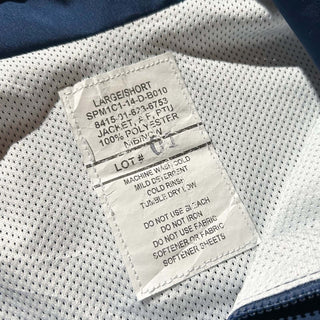 LARGE/SHORT
SPM1C1-14-D-B010
8415-01-623-6753
JACKET, A.F. PTU
100% POLYESTER
LOT #
MACHINE WASH COLD
MILD DETERGENT
COLD RINSE
TUMBLE DRY LOW
DO NOT USE BLEACH
DO NOT IRON
DO NOT USE FABRIC
SOFTENER OR FABRIC
SOFTENER SHEETS